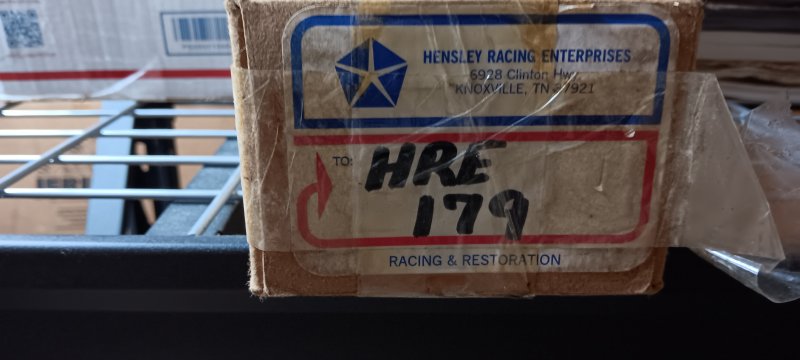 HENSLEY RACING ENTERPRISES
6928 Clinton Hwy
KNOXVILLE, TN 37921
TO: HRE
179
RACING & RESTORATION